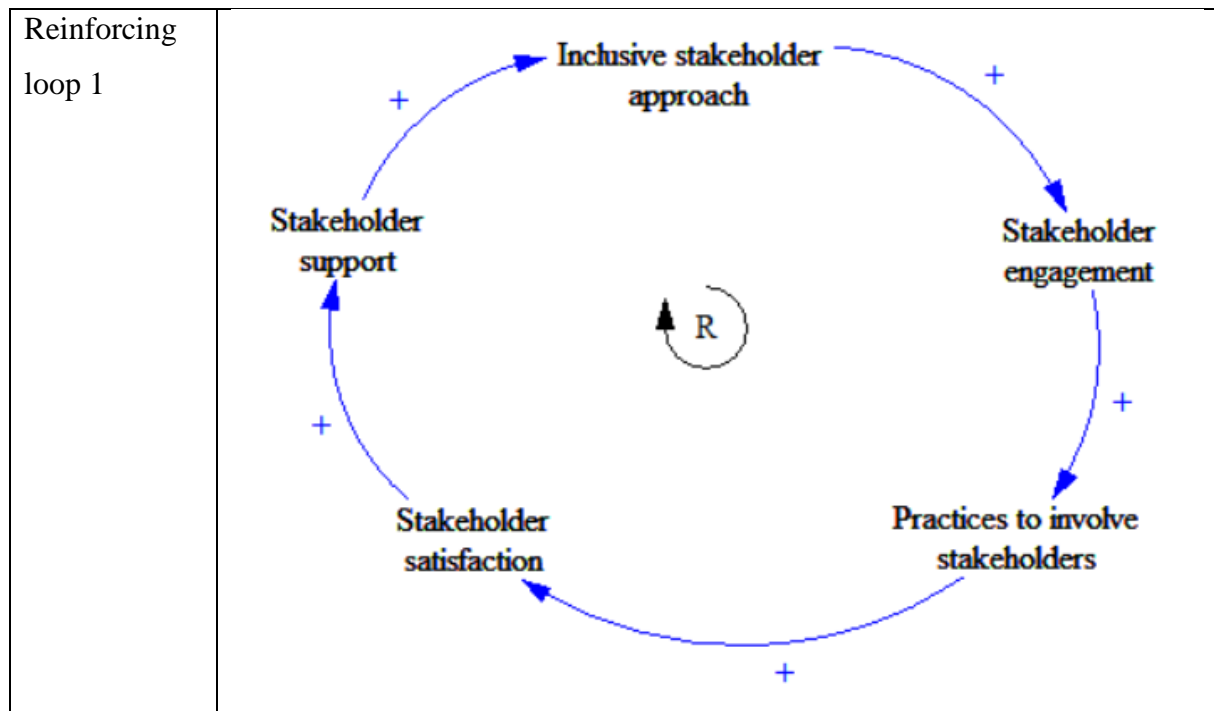 Reinforcing
loop 1
Inclusive stakeholder
approach
+
+
Stakeholder
support
Stakeholder
engagement
R
+
+
Stakeholder
satisfaction
Practices to involve
stakeholders
+